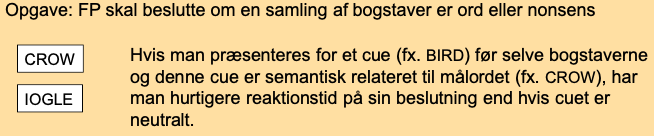 Opgave: FP skal beslutte om en samling af bogstaver er ord eller nonsens
CROW
IOGLE
Hvis man præsenteres for et cue (fx. BIRD) før selve bogstaverne
og denne cue er semantisk relateret til målordet (fx. CROW), har
man hurtigere reaktionstid på sin beslutning end hvis cuet er
neutralt.